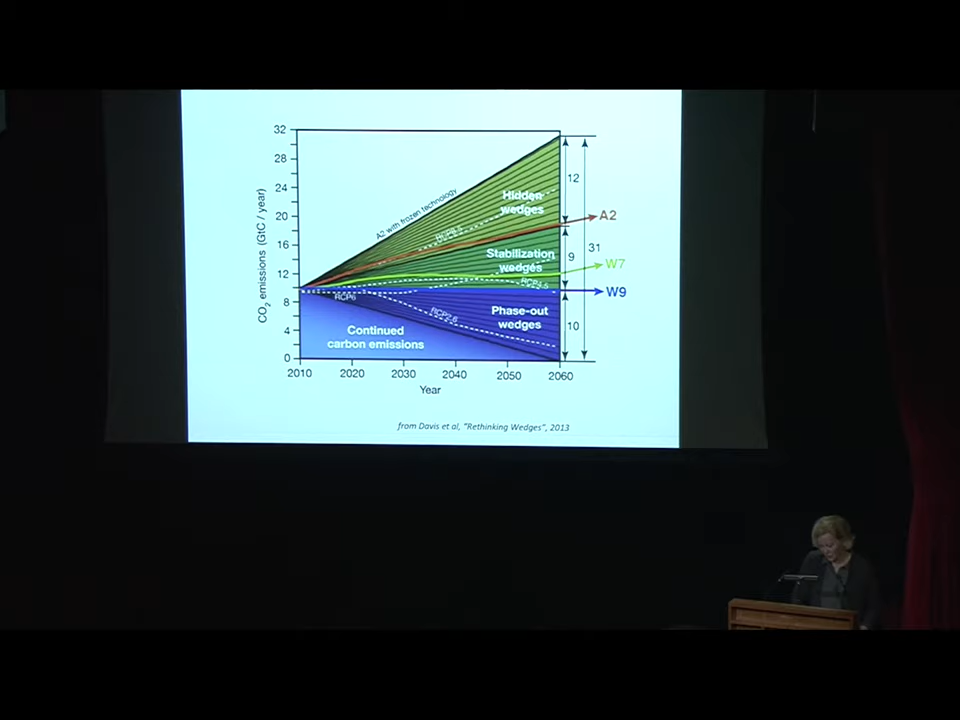 32
28
24
20
16
12
8
4
0
CO2 emissions (GtC / year)
2010
2020
2030
2040
2050
2060
Year
A2 with frozen technology
Hidden
wedges
Stabilization
wedges
RCP6
RCP2.6
Phase-out
wedges
Continued
carbon emissions
12
9
31
10
A2
W7
W9
from Davis et al, "Rethinking Wedges", 2013